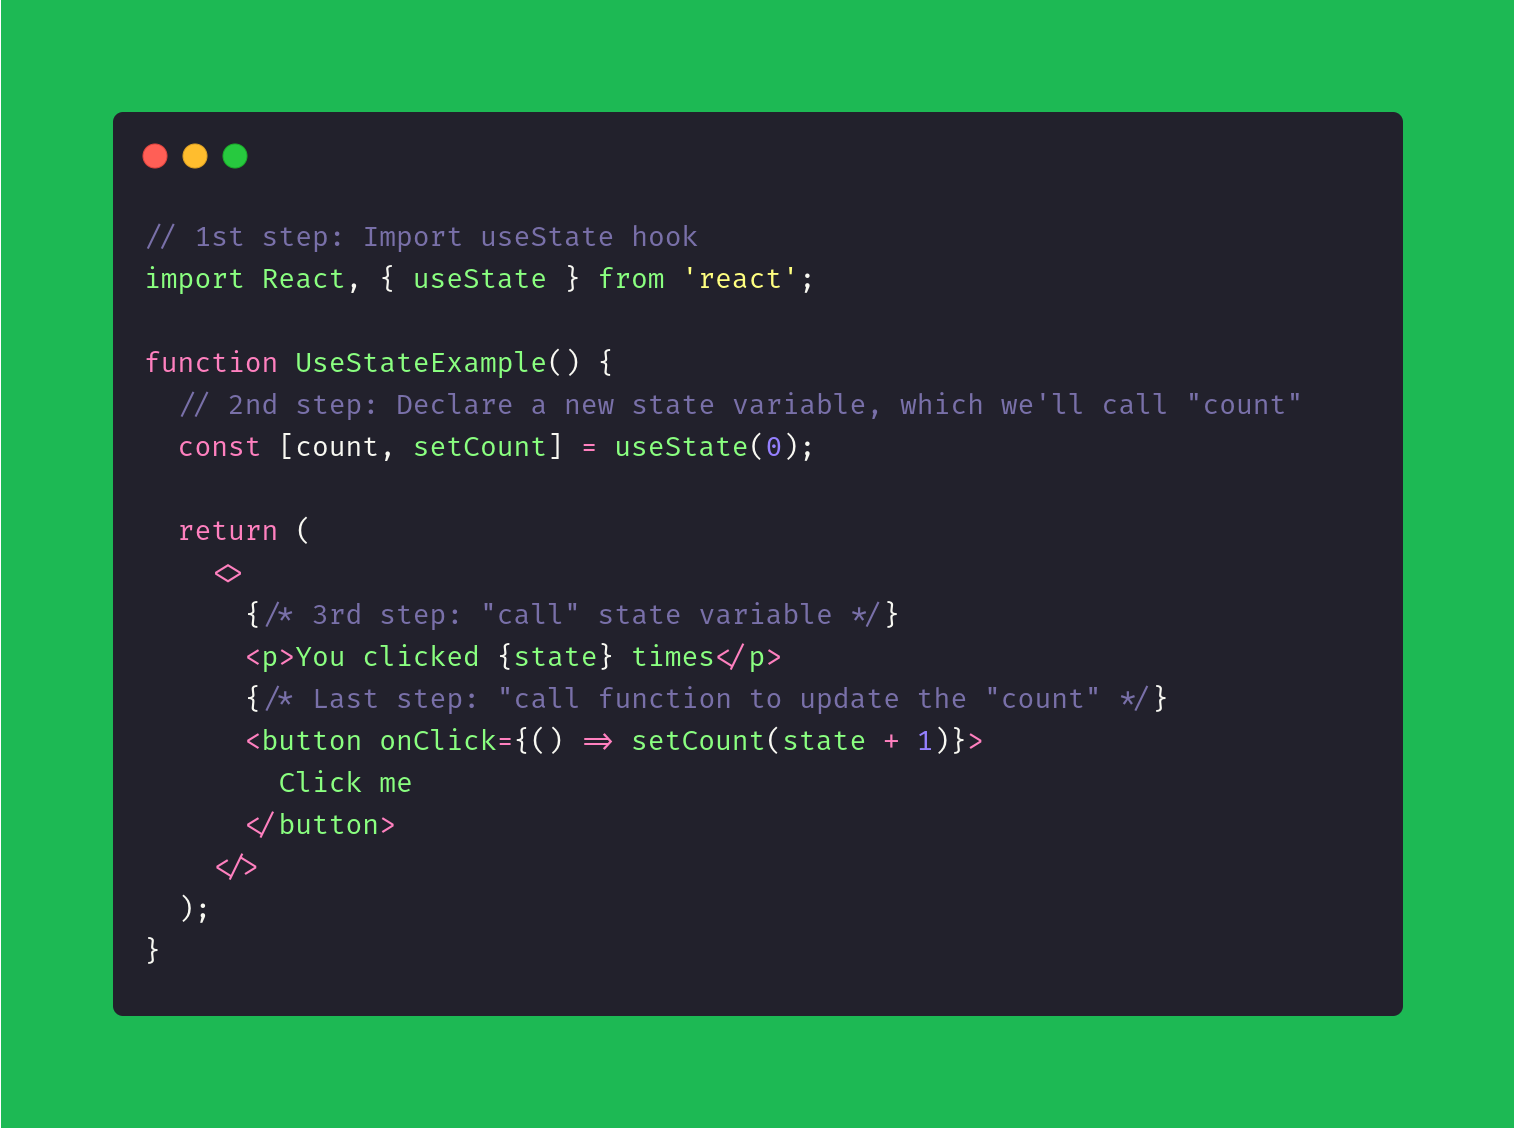 // 1st step: Import useState hook
import React, { useState } from 'react';

function UseStateExample() {
  // 2nd step: Declare a new state variable, which we'll call "count"
  const [count, setCount] = useState(0);

  return (
    <>
      {/* 3rd step: "call" state variable */}
      <p>You clicked {state} times</p>
      {/* Last step: "call function to update the "count" */}
      <button onClick={() => setCount(state + 1)}>
        Click me
      </button>
    </>
  );
}